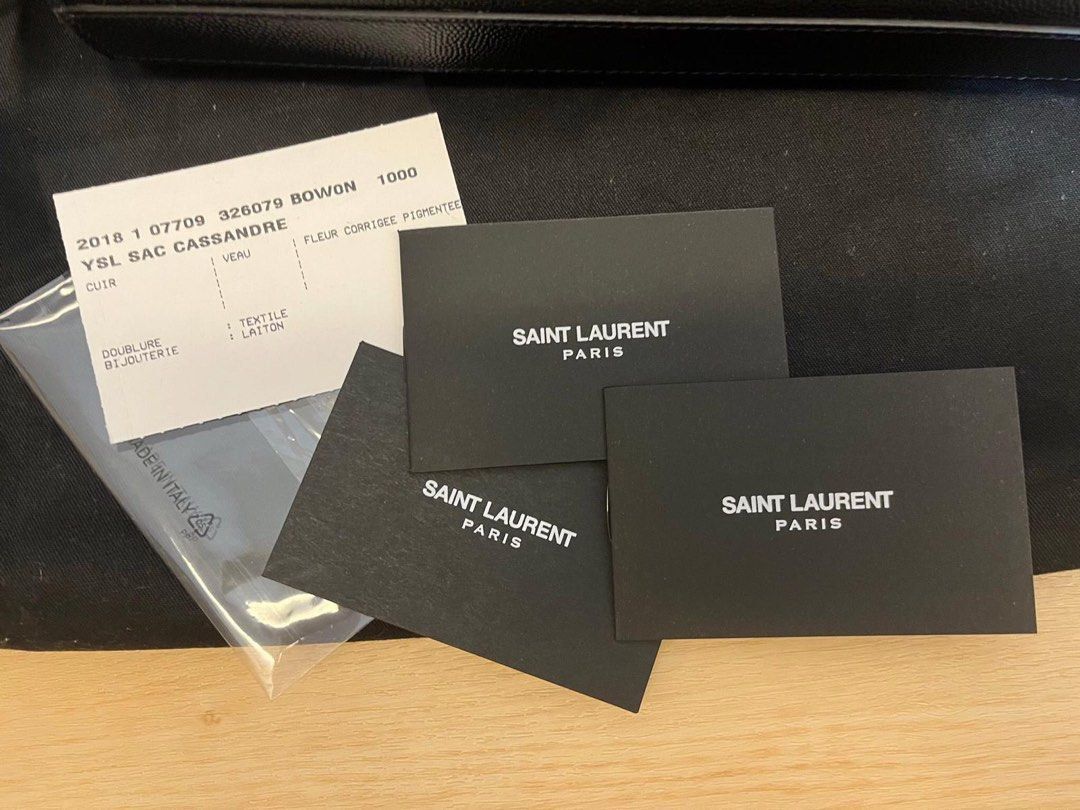 2018 1 07709 326079 BOW0N 1000
YSL SAC CASSANDRE
CUIR
VEAU
FLEUR CORRIGEE PIGMENTEE
DOUBLURE : TEXTILE
BIJOUTERIE : LAITON
MADE IN ITALY
SAINT LAURENT
PARIS
SAINT LAURENT
PARIS
SAINT LAURENT
PARIS